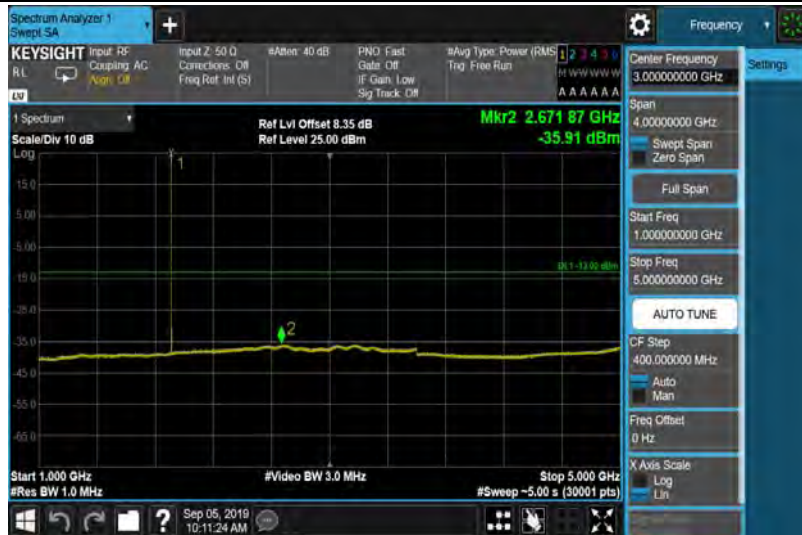 Spectrum Analyzer 1
Swept SA
Frequency
KEYSIGHT
Input: RF
Coupling: AC
Align: Off
Input Z: 50 Ω
Corrections: Off
Freq Ref: Int (S)
#Atten: 40 dB
PNO: Fast
Gate: Off
IF Gain: Low
Sig Track: Off
#Avg Type: Power (RMS
Trig: Free Run
1 2 3 4 5 6
M W W W W W
A A A A A A
RL
LXI
1 Spectrum
Scale/Div 10 dB
Log
Ref Lvl Offset 8.35 dB
Ref Level 25.00 dBm
Mkr2 2.671 87 GHz
-35.91 dBm
1
15.0
5.00
-5.00
DL1 -13.00 dBm
-15.0
-25.0
2
-35.0
-45.0
-55.0
-65.0
Start 1.000 GHz
#Res BW 1.0 MHz
#Video BW 3.0 MHz
Stop 5.000 GHz
#Sweep ~5.00 s (30001 pts)
Sep 05, 2019
10:11:24 AM
Center Frequency
3.000000000 GHz
Settings
Span
4.00000000 GHz
Swept Span
Zero Span
Full Span
Start Freq
1.000000000 GHz
Stop Freq
5.000000000 GHz
AUTO TUNE
CF Step
400.000000 MHz
Auto
Man
Freq Offset
0 Hz
X Axis Scale
Log
Lin